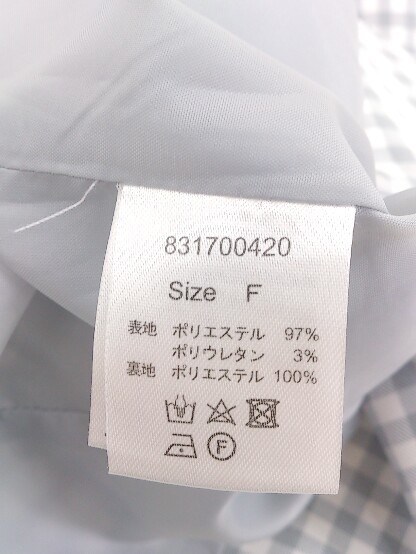 831700420
Size F
表地 ポリエステル 97%
ポリウレタン 3%
裏地 ポリエステル 100%
F